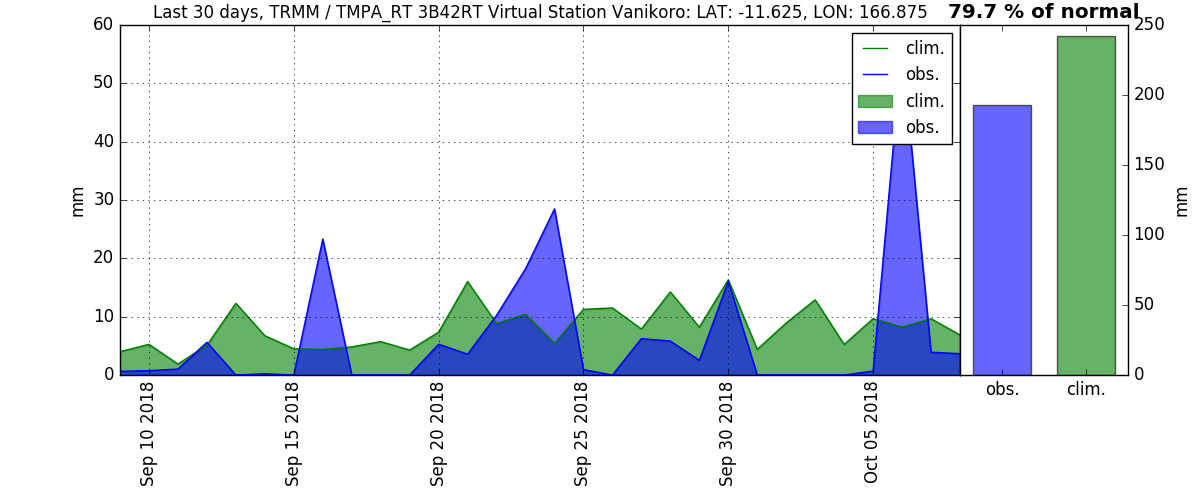 Last 30 days, TRMM / TMPA_RT 3B42RT Virtual Station Vanikoro: LAT: -11.625, LON: 166.875
79.7 % of normal
60
50
40
30
20
10
0
mm
clim.
obs.
clim.
obs.
Sep 10 2018
Sep 15 2018
Sep 20 2018
Sep 25 2018
Sep 30 2018
Oct 05 2018
250
200
150
100
50
0
mm
obs.
clim.